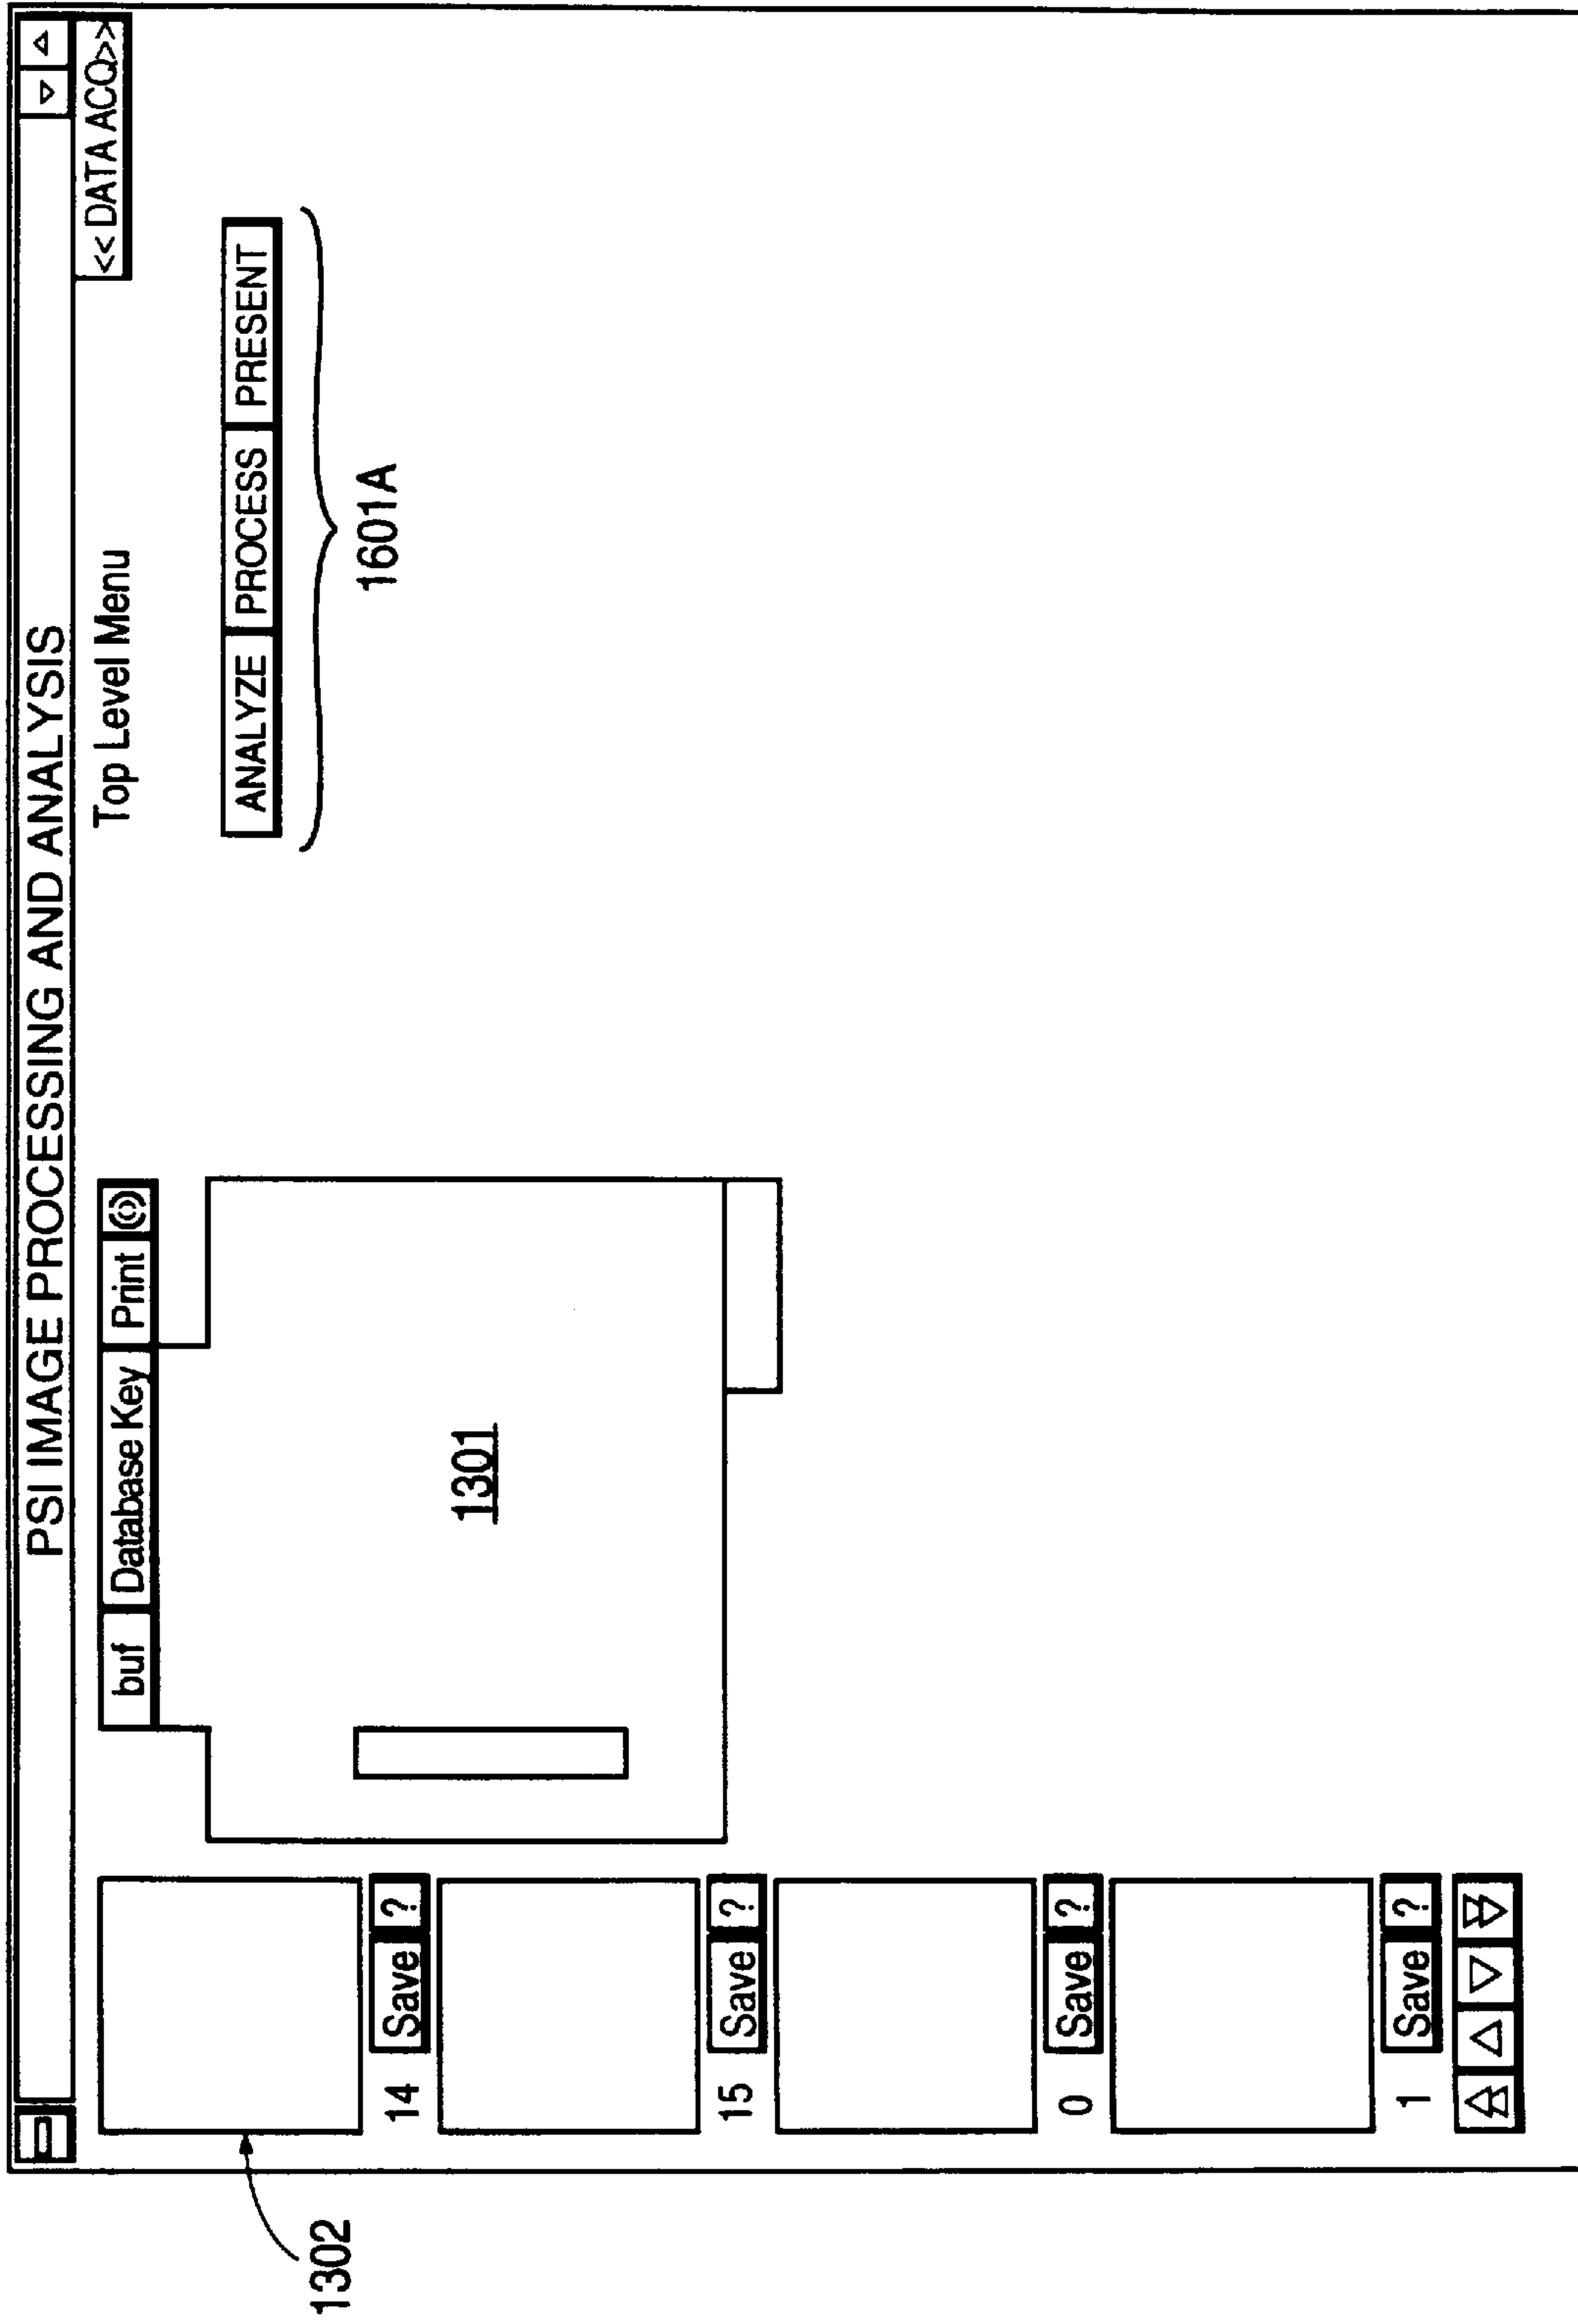 PSI IMAGE PROCESSING AND ANALYSIS
Top Level Menu
<< DATA ACQ>>
buf Database Key Print
ANALYZE PROCESS PRESENT
1601A
1301
1302
14 Save ?
15 Save ?
0 Save ?
1 Save ?